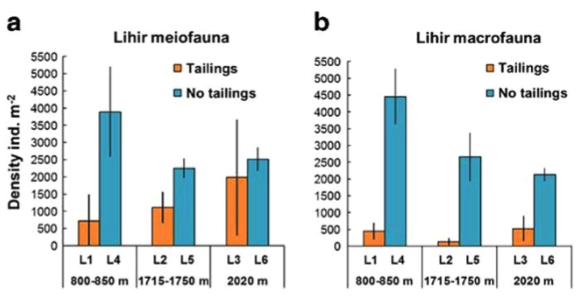 a
Lihir meiofauna
Density ind. m-2
5500
5000
4500
4000
3500
3000
2500
2000
1500
1000
500
0
Tailings
No tailings
L1 L4 L2 L5 L3 L6
800-850 m 1715-1750 m 2020 m
b
Lihir macrofauna
5500
5000
4500
4000
3500
3000
2500
2000
1500
1000
500
0
Tailings
No tailings
L1 L4 L2 L5 L3 L6
800-850 m 1715-1750 m 2020 m